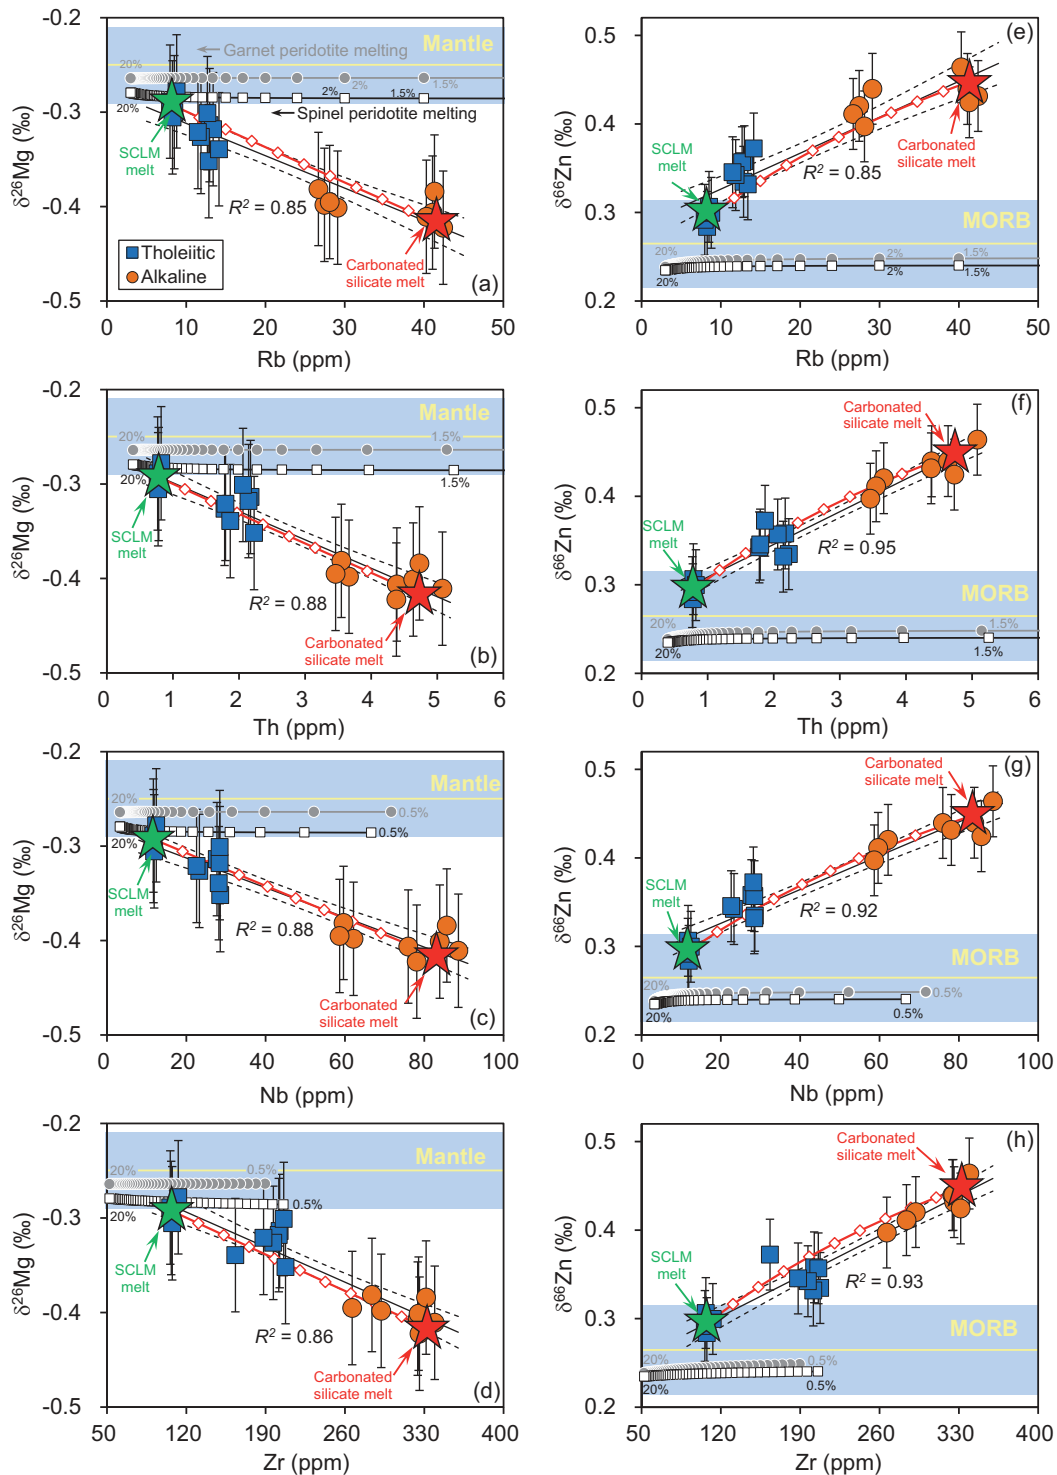 -0.2
Mantle
Garnet peridotite melting
20%
2%
1.5%
2%
1.5%
20%
Spinel peridotite melting
-0.3
SCLM
melt
δ26Mg (‰)
-0.4
R² = 0.85
Carbonated
silicate melt
Tholeiitic
Alkaline
(a)
-0.5
0 10 20 30 40 50
Rb (ppm)
0.5
(e)
Carbonated
silicate melt
0.4
SCLM
melt
R² = 0.85
δ66Zn (‰)
0.3
MORB
20%
2%
1.5%
20%
2%
1.5%
0.2
0 10 20 30 40 50
Rb (ppm)
-0.2
Mantle
20%
1.5%
20%
1.5%
-0.3
SCLM
melt
δ26Mg (‰)
-0.4
R² = 0.88
Carbonated
silicate melt
(b)
-0.5
0 1 2 3 4 5 6
Th (ppm)
0.5
(f)
Carbonated
silicate melt
0.4
R² = 0.95
SCLM
melt
δ66Zn (‰)
0.3
MORB
20%
1.5%
20%
1.5%
0.2
0 1 2 3 4 5 6
Th (ppm)
-0.2
Mantle
20%
0.5%
20%
0.5%
-0.3
SCLM
melt
δ26Mg (‰)
-0.4
R² = 0.88
Carbonated
silicate melt
(c)
-0.5
0 20 40 60 80 100
Nb (ppm)
0.5
(g)
Carbonated
silicate melt
0.4
SCLM
melt
R² = 0.92
δ66Zn (‰)
0.3
MORB
20%
0.5%
20%
0.5%
0.2
0 20 40 60 80 100
Nb (ppm)
-0.2
Mantle
20%
0.5%
20%
0.5%
-0.3
SCLM
melt
δ26Mg (‰)
-0.4
R² = 0.86
Carbonated
silicate melt
(d)
-0.5
50 120 190 260 330 400
Zr (ppm)
0.5
(h)
Carbonated
silicate melt
0.4
SCLM
melt
R² = 0.93
δ66Zn (‰)
0.3
MORB
20%
0.5%
20%
0.5%
0.2
50 120 190 260 330 400
Zr (ppm)